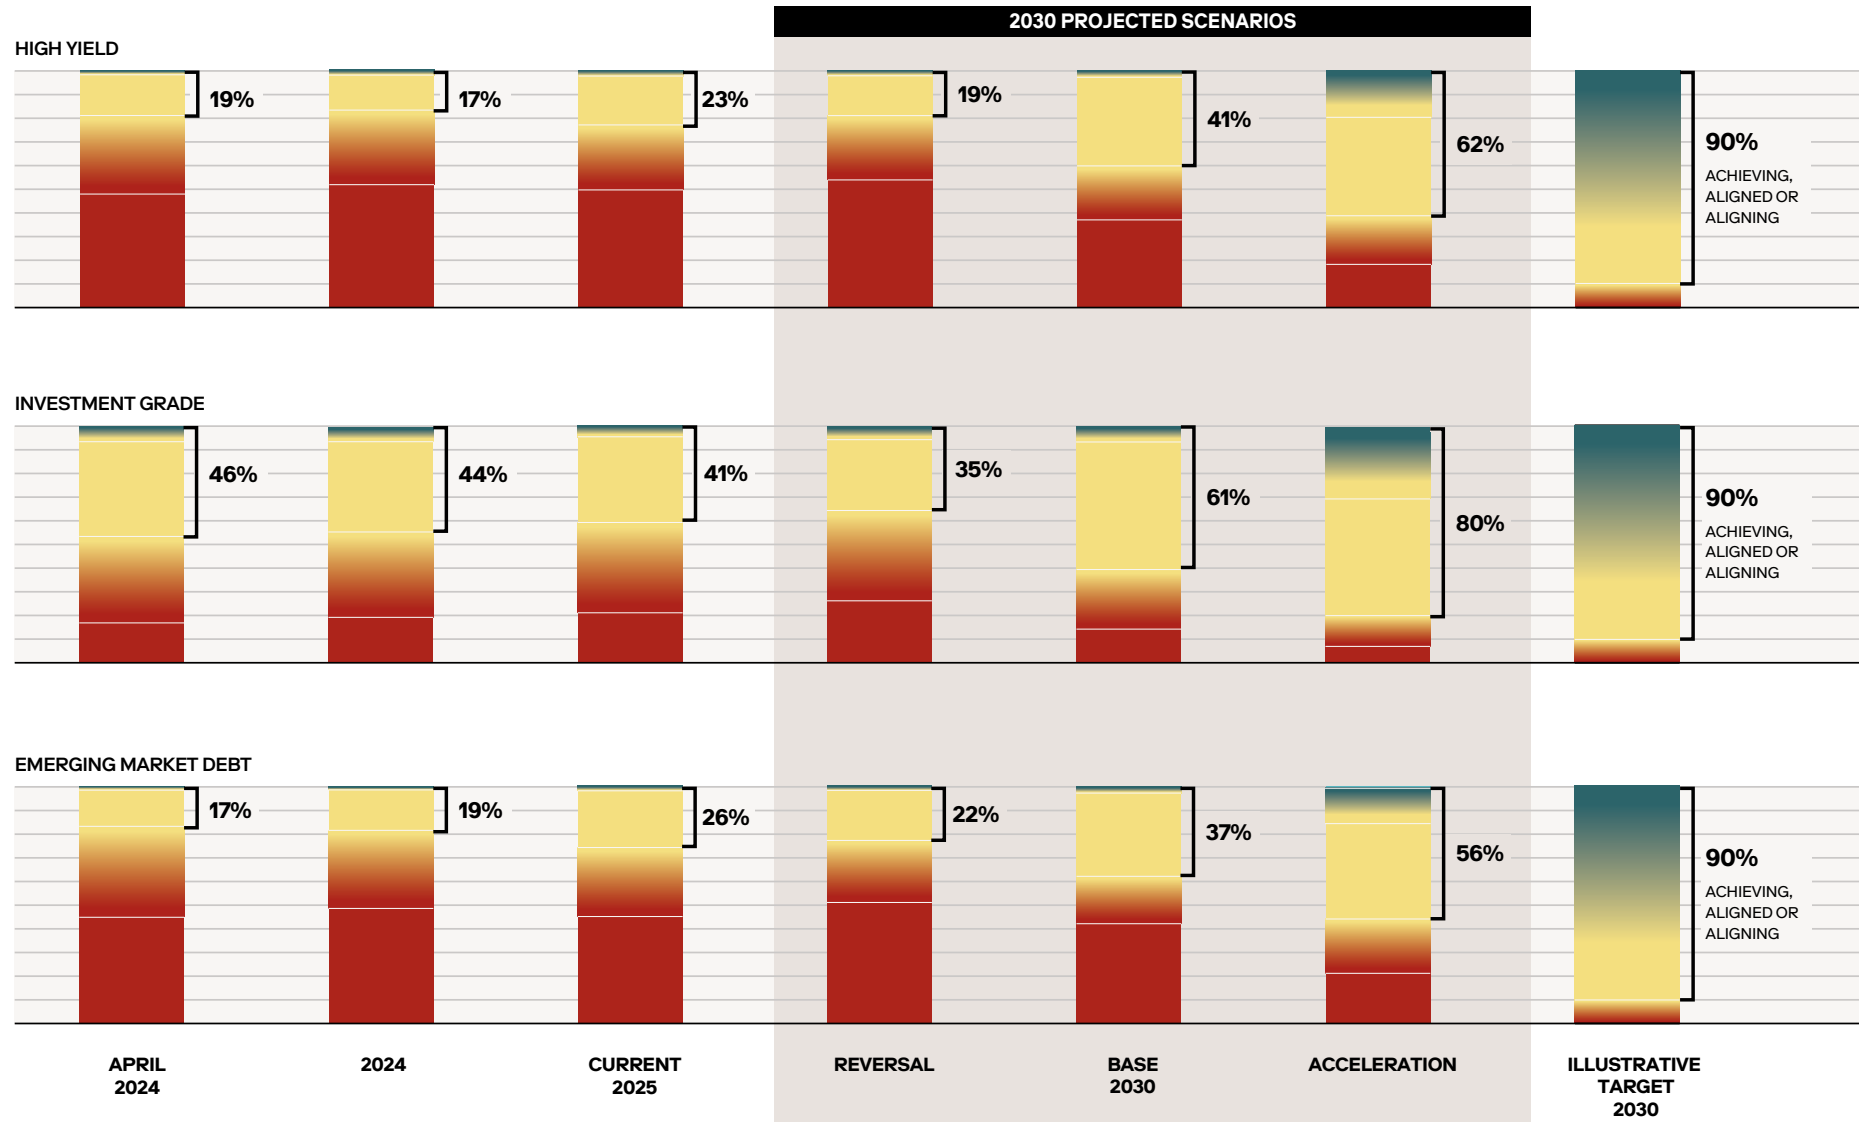 2030 PROJECTED SCENARIOS
HIGH YIELD
19%
17%
23%
19%
41%
62%
90%
ACHIEVING,
ALIGNED OR
ALIGNING
INVESTMENT GRADE
46%
44%
41%
35%
61%
80%
90%
ACHIEVING,
ALIGNED OR
ALIGNING
EMERGING MARKET DEBT
17%
19%
26%
22%
37%
56%
90%
ACHIEVING,
ALIGNED OR
ALIGNING
APRIL
2024
2024
CURRENT
2025
REVERSAL
BASE
2030
ACCELERATION
ILLUSTRATIVE
TARGET
2030